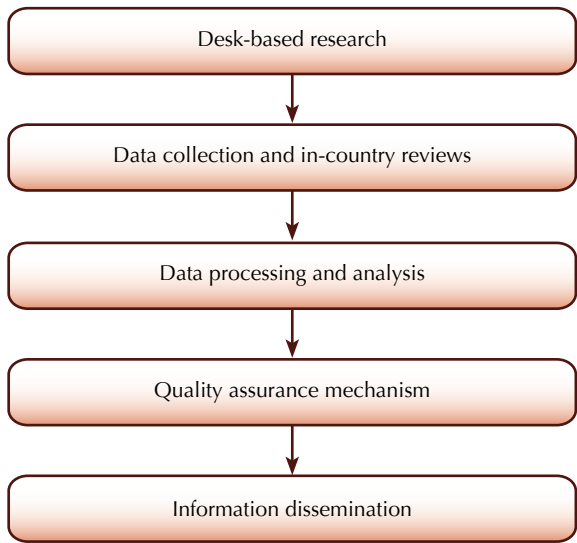 Desk-based research
Data collection and in-country reviews
Data processing and analysis
Quality assurance mechanism
Information dissemination